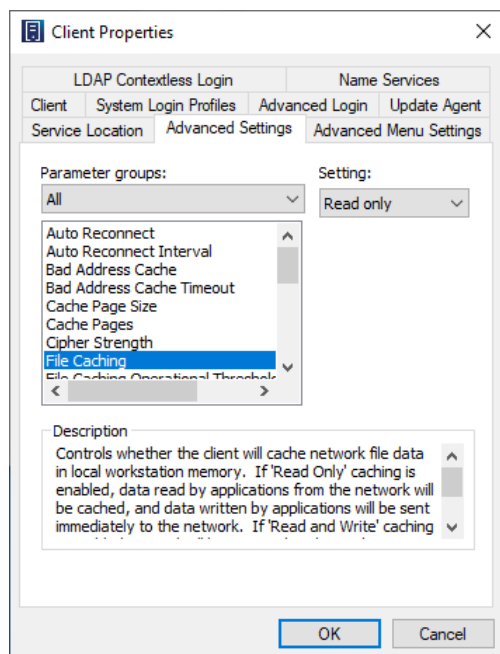 Client Properties
LDAP Contextless Login Name Services
Client System Login Profiles Advanced Login Update Agent
Service Location Advanced Settings Advanced Menu Settings
Parameter groups: Setting:
All Read only
Auto Reconnect
Auto Reconnect Interval
Bad Address Cache
Bad Address Cache Timeout
Cache Page Size
Cache Pages
Cipher Strength
File Caching
File Caching Operational Threshol
Description
Controls whether the client will cache network file data
in local workstation memory. If 'Read Only' caching is
enabled, data read by applications from the network will
be cached, and data written by applications will be sent
immediately to the network. If 'Read and Write' caching
OK Cancel